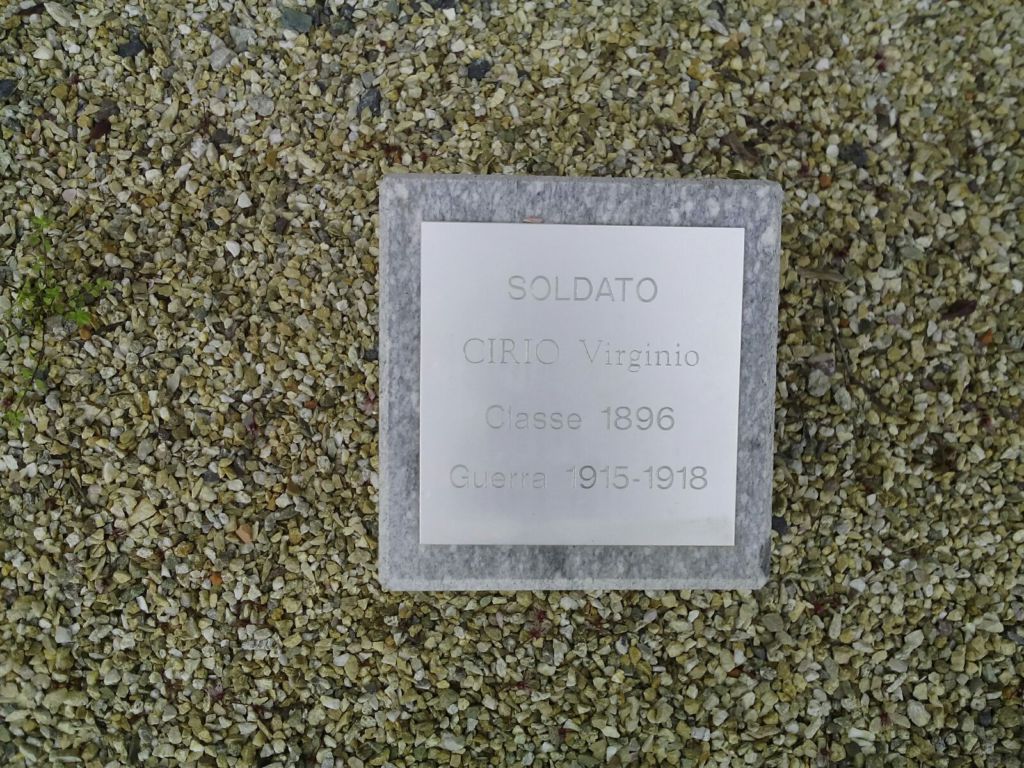 SOLDATO
CIRIO Virginio
Classe 1896
Guerra 1915-1918